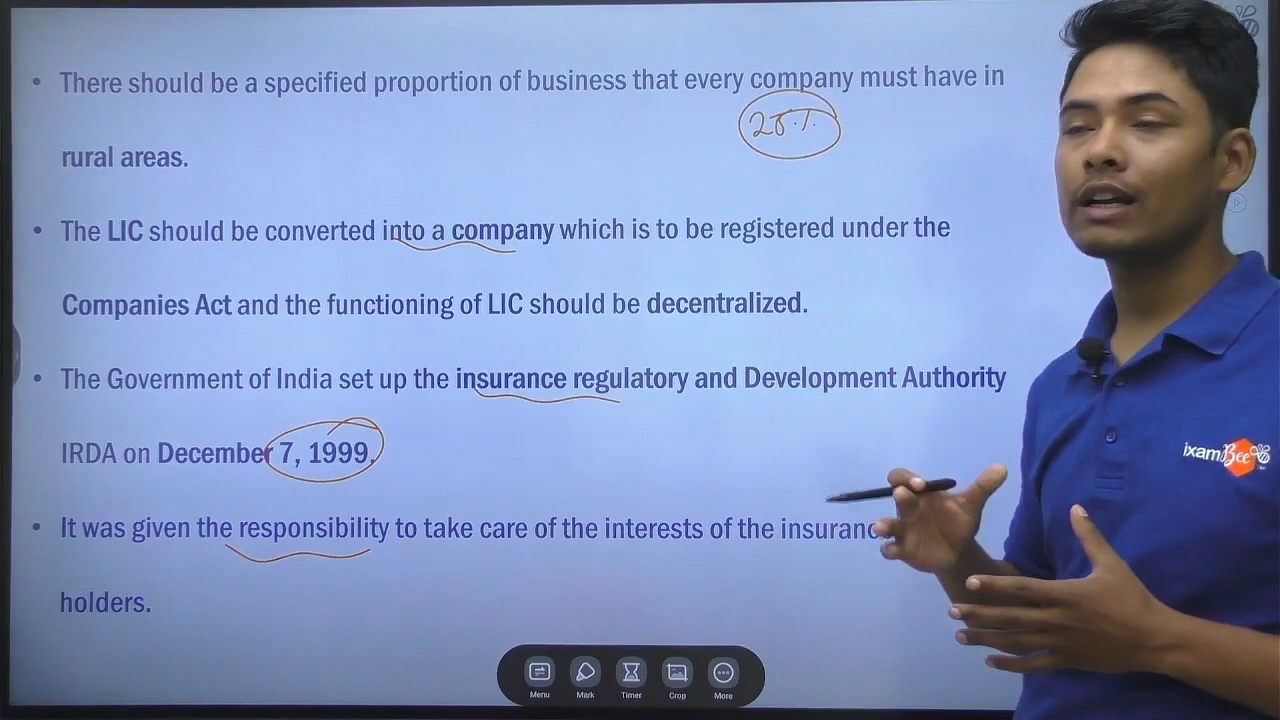 • There should be a specified proportion of business that every company must have in
25%
rural areas.
• The LIC should be converted into a company which is to be registered under the
Companies Act and the functioning of LIC should be decentralized.
• The Government of India set up the insurance regulatory and Development Authority
IRDA on December 7, 1999.
• It was given the responsibility to take care of the interests of the insuranc
holders.
ixamBee
Menu Mark Timer Crop More